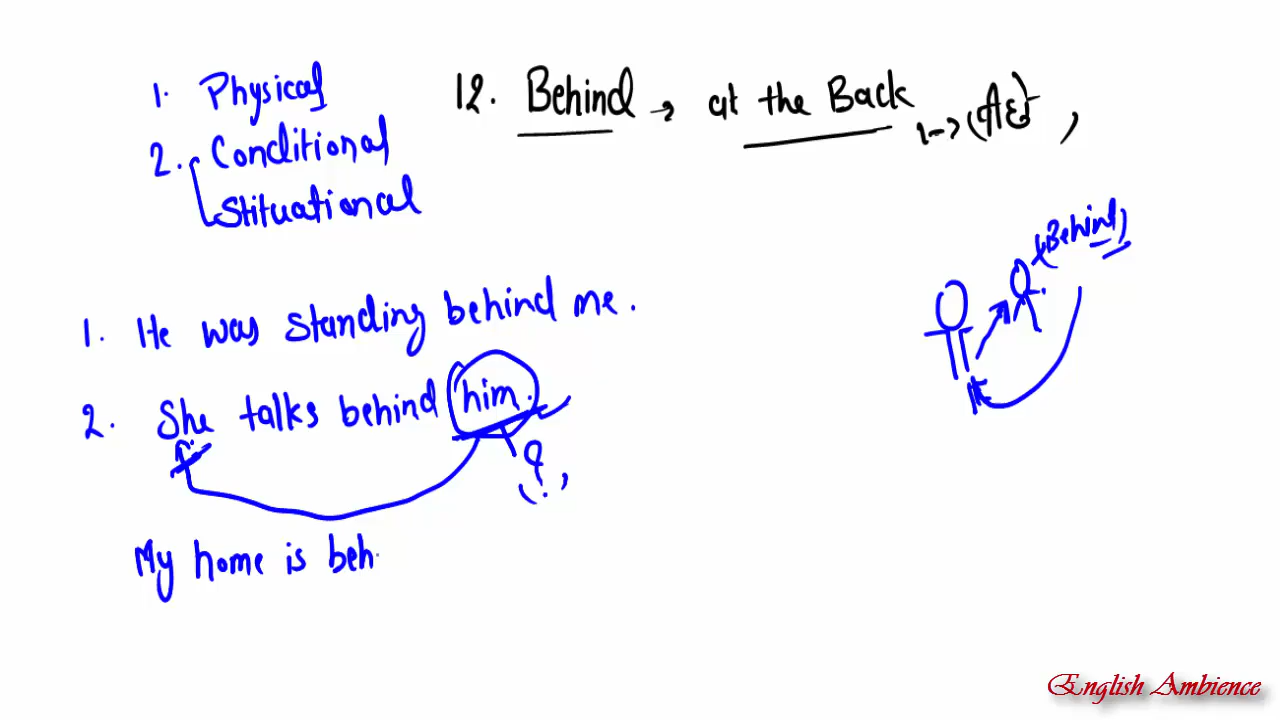 1. Physical
2. Conditional
Stituational
12. Behind → at the Back
(Behind)
1. He was standing behind me.
2. She talks behind him.
My home is beh
English Ambience